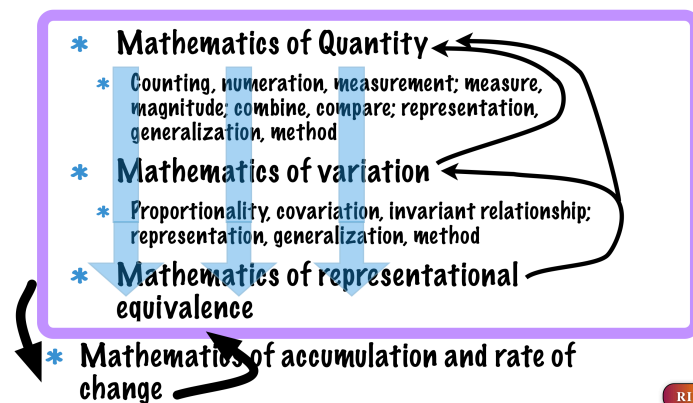 * Mathematics of Quantity
* Counting, numeration, measurement; measure,
magnitude; combine, compare; representation,
generalization, method
* Mathematics of variation
* Proportionality, covariation, invariant relationship;
representation, generalization, method
* Mathematics of representational
equivalence
* Mathematics of accumulation and rate of
change
RI